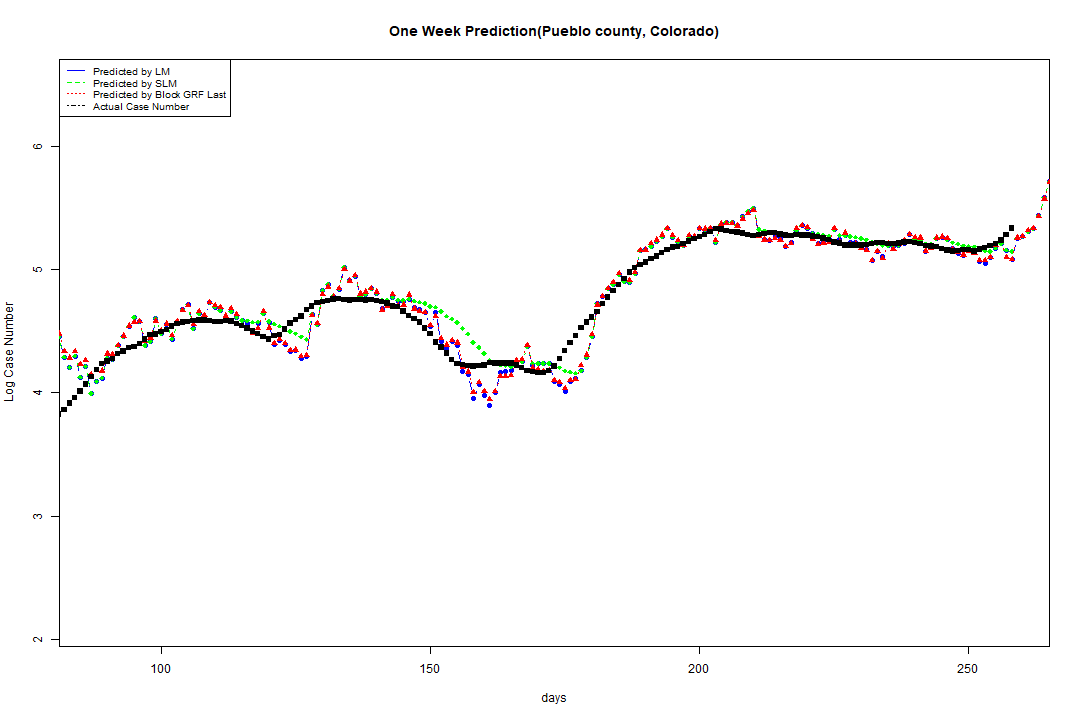 One Week Prediction(Pueblo county, Colorado)
Predicted by LM
Predicted by SLM
Predicted by Block GRF Last
Actual Case Number
6
5
4
3
2
Log Case Number
100 150 200 250
days